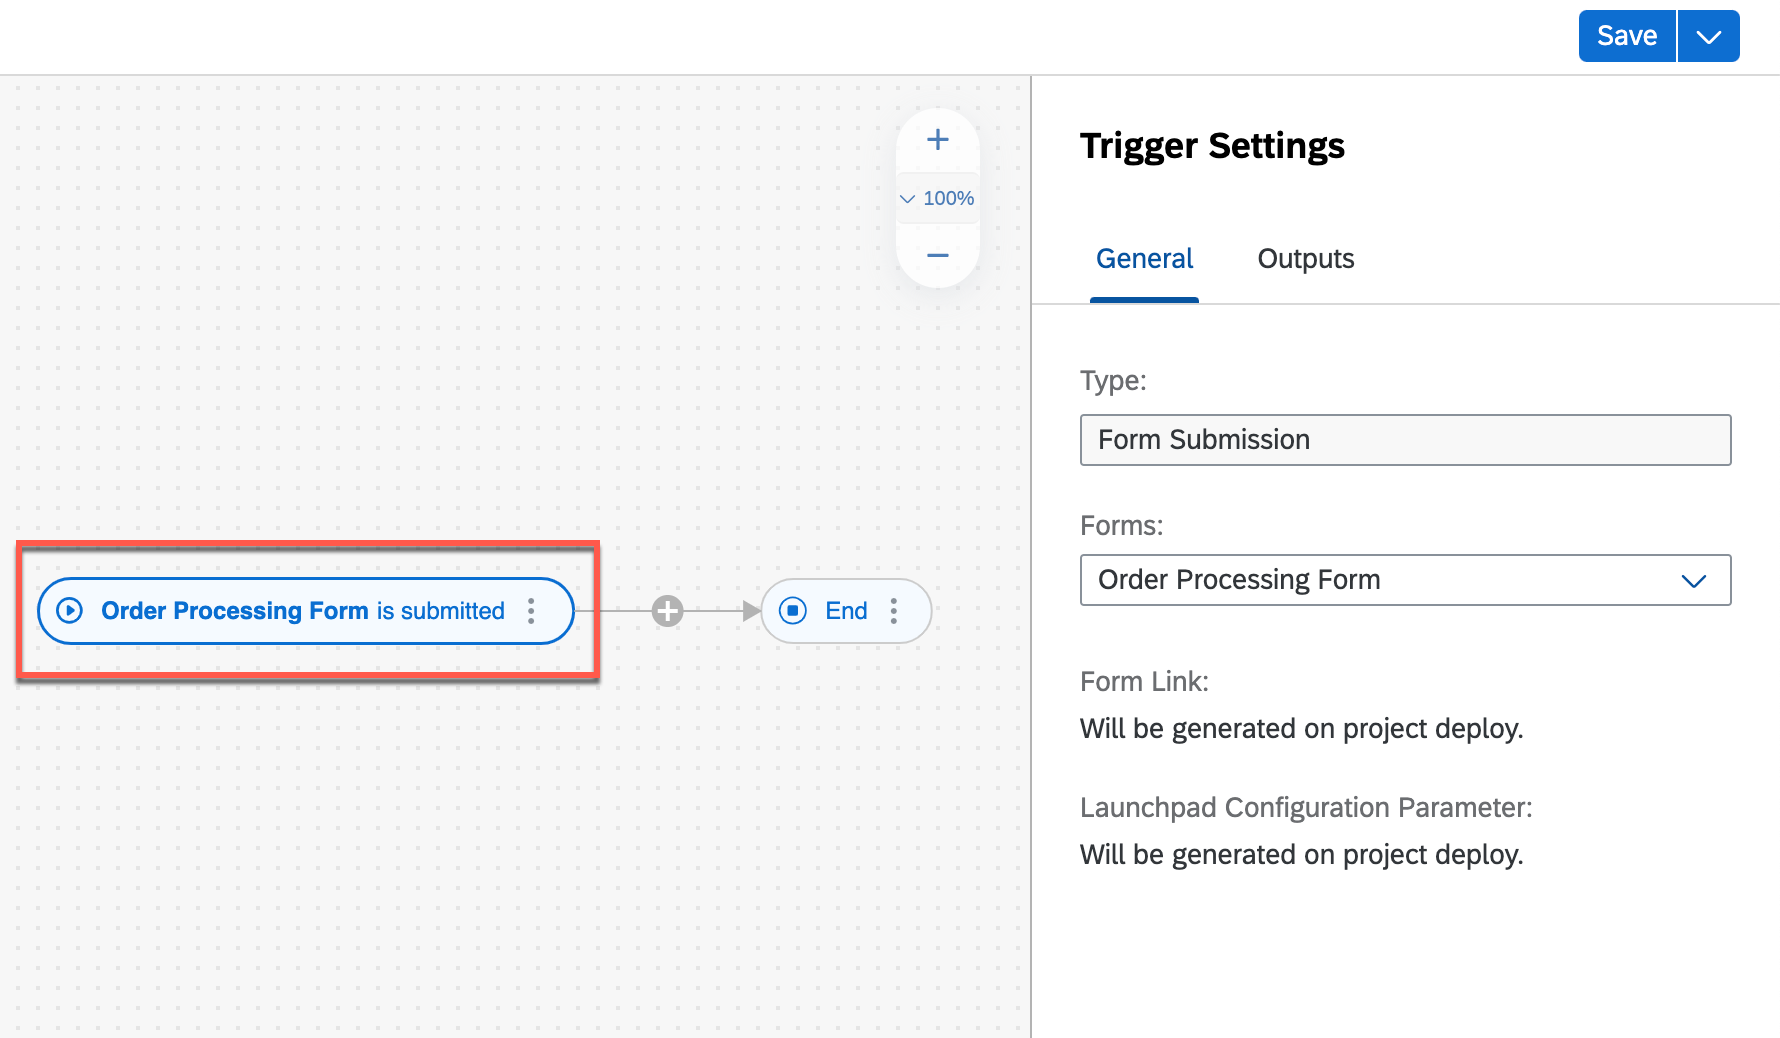 Save
100%
Order Processing Form is submitted
End
Trigger Settings
General Outputs
Type:
Form Submission
Forms:
Order Processing Form
Form Link:
Will be generated on project deploy.
Launchpad Configuration Parameter:
Will be generated on project deploy.